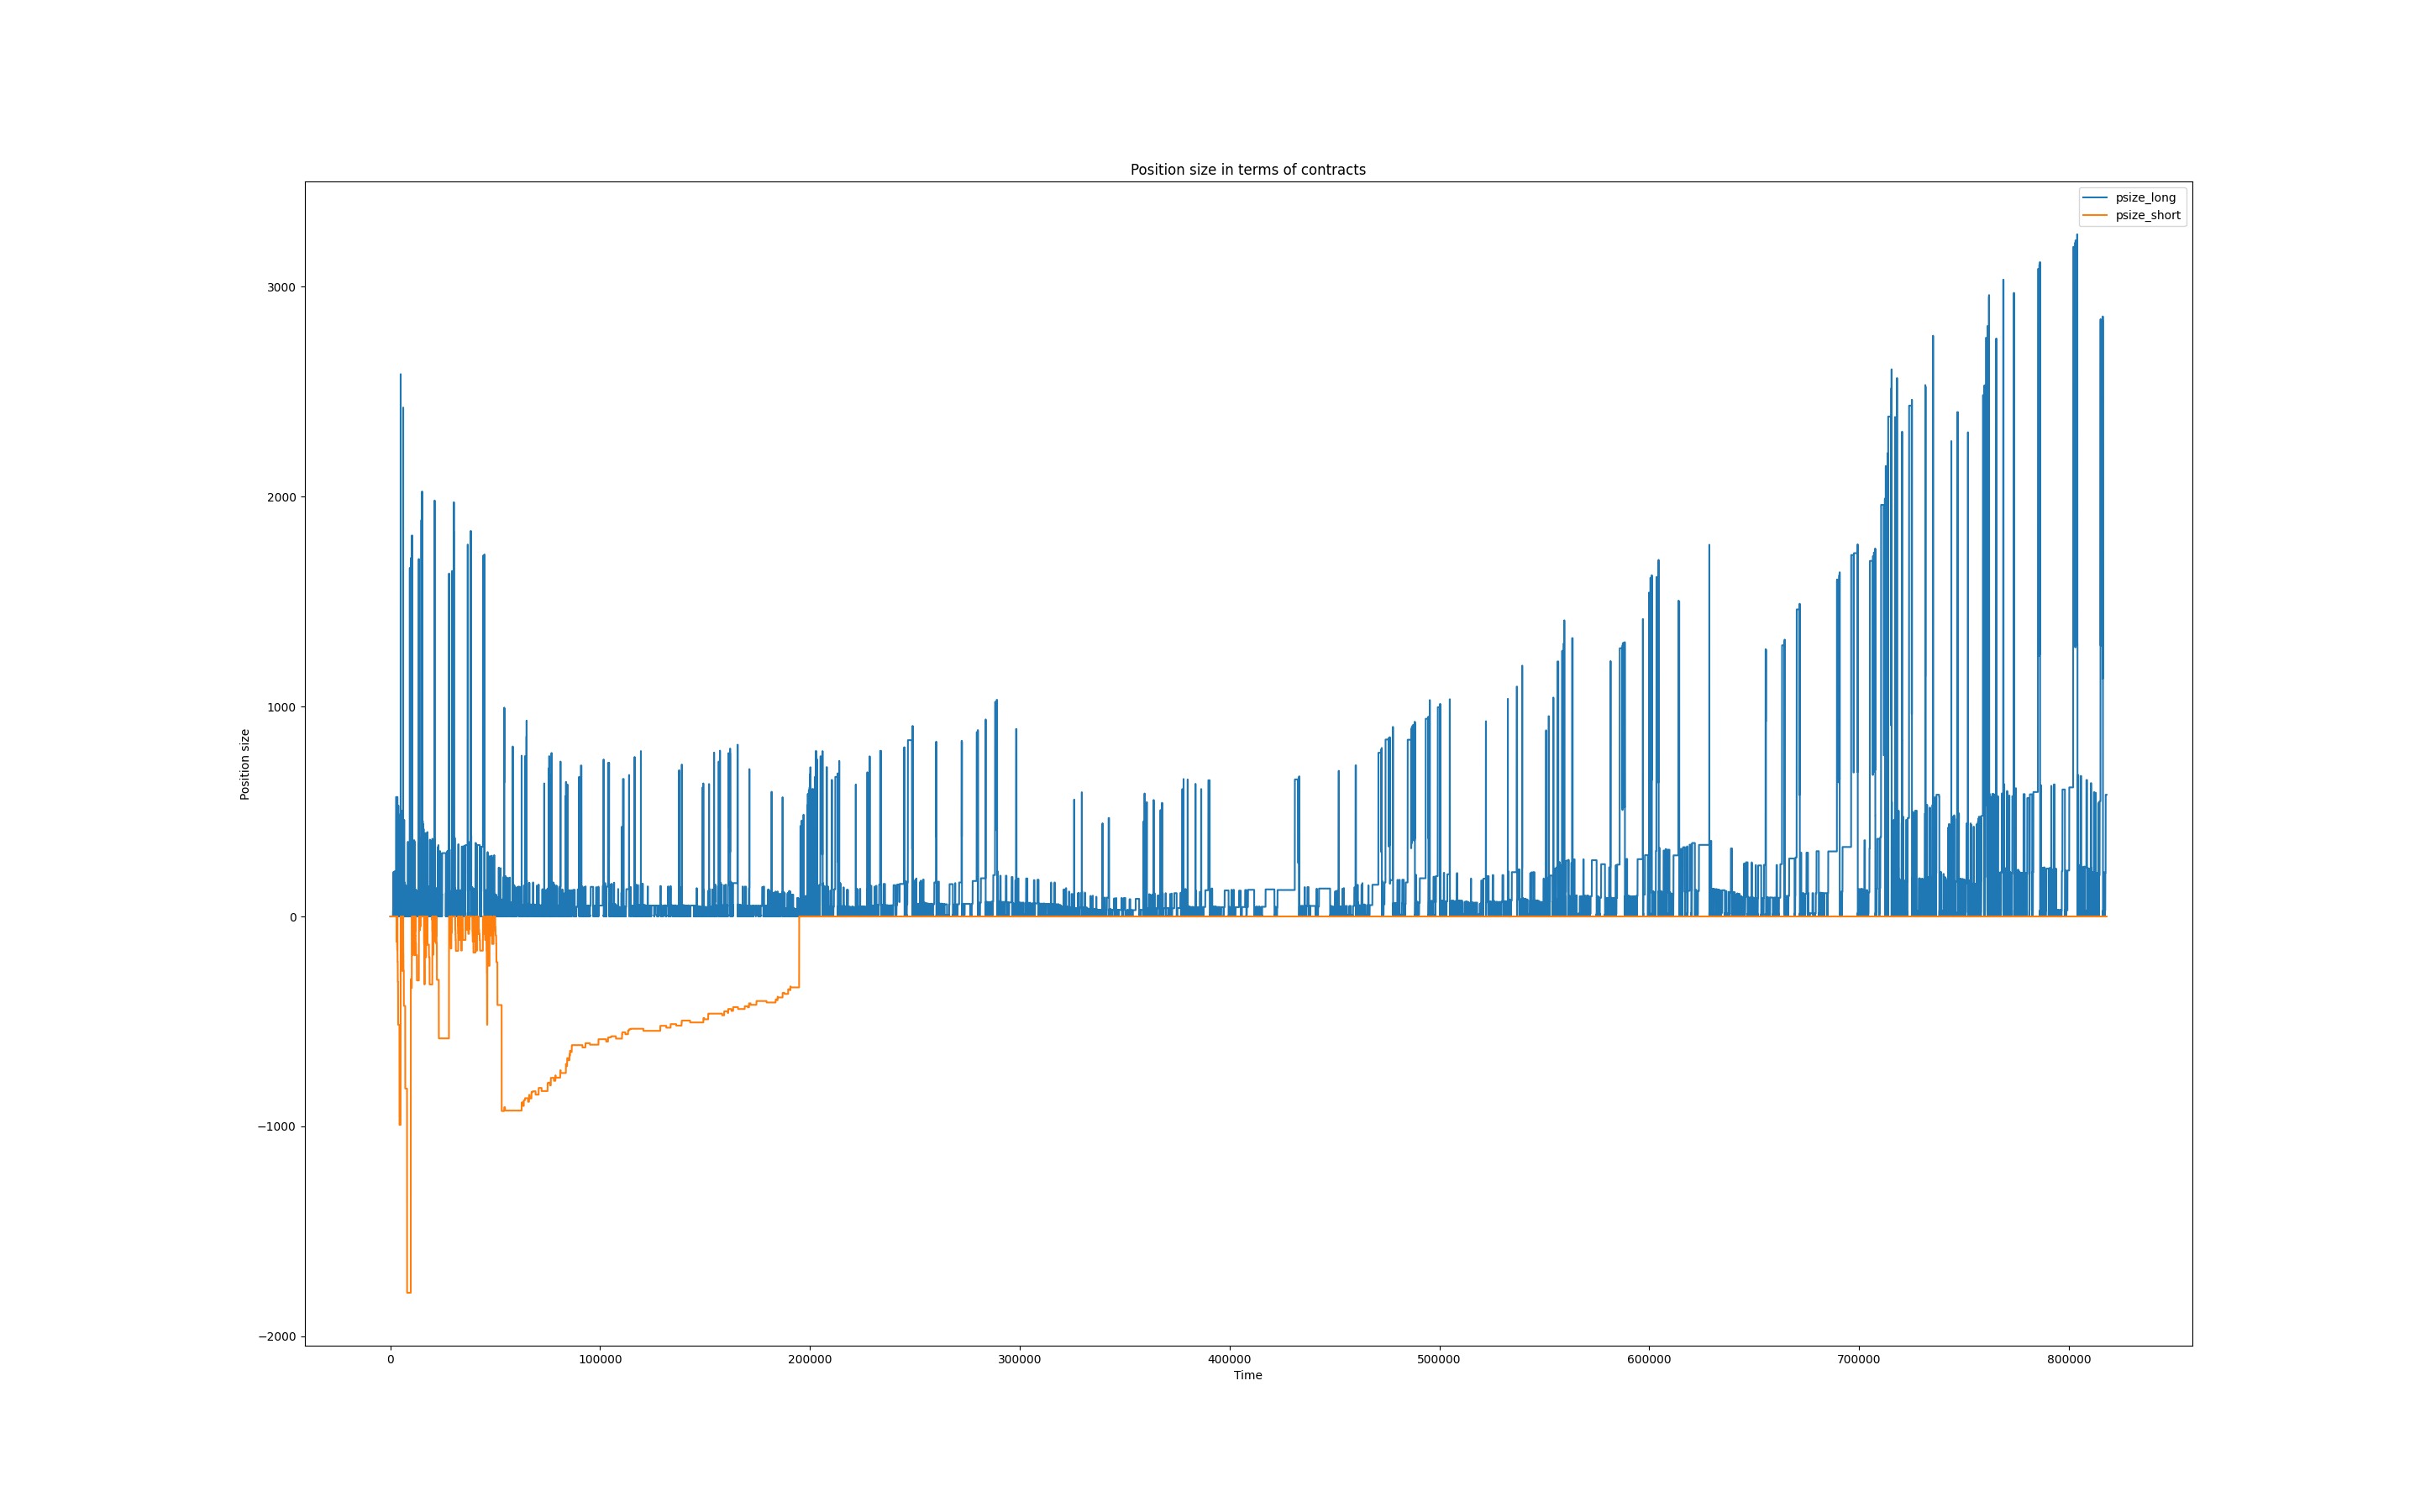 Position size in terms of contracts
psize_long
psize_short
3000
2000
1000
0
−1000
−2000
Position size
0 100000 200000 300000 400000 500000 600000 700000 800000
Time